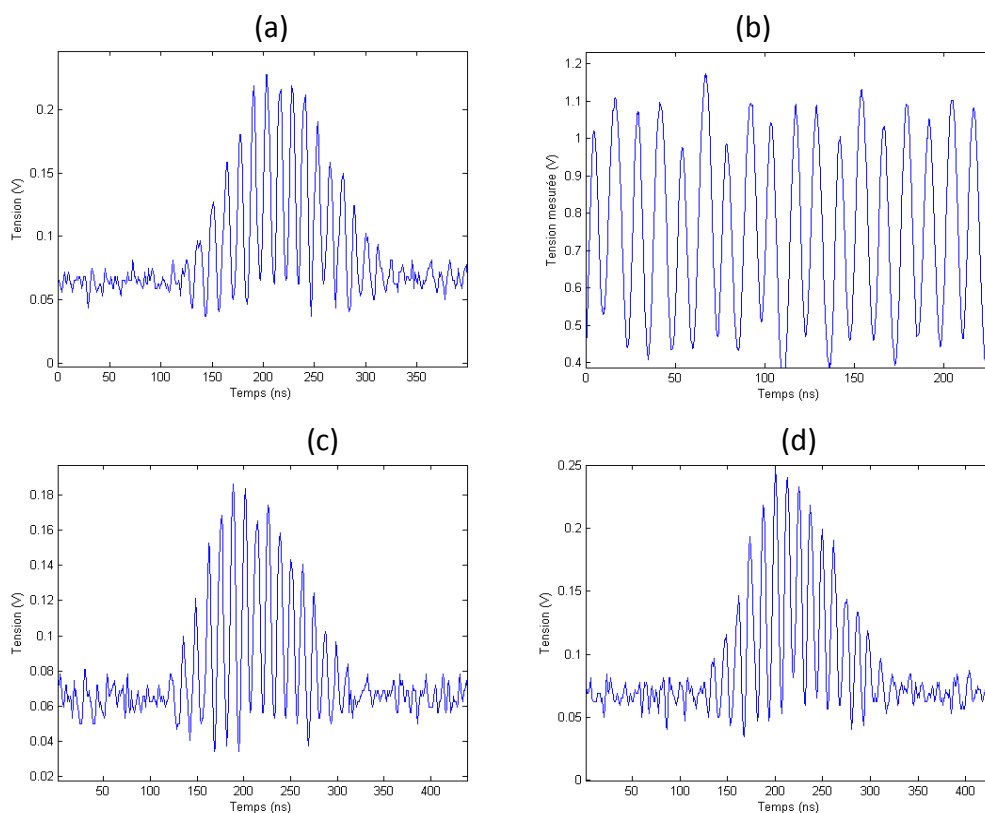 (a)
(b)
Tension (V)
0.2
0.15
0.1
0.05
0
0 50 100 150 200 250 300 350
Temps (ns)
Tension mesurée (V)
1.2
1.1
1
0.9
0.8
0.7
0.6
0.5
0.4
0 50 100 150 200
Temps (ns)
(c)
(d)
Tension (V)
0.18
0.16
0.14
0.12
0.1
0.08
0.06
0.04
0.02
50 100 150 200 250 300 350 400
Temps (ns)
Tension (V)
0.25
0.2
0.15
0.1
0.05
0
50 100 150 200 250 300 350 400
Temps (ns)